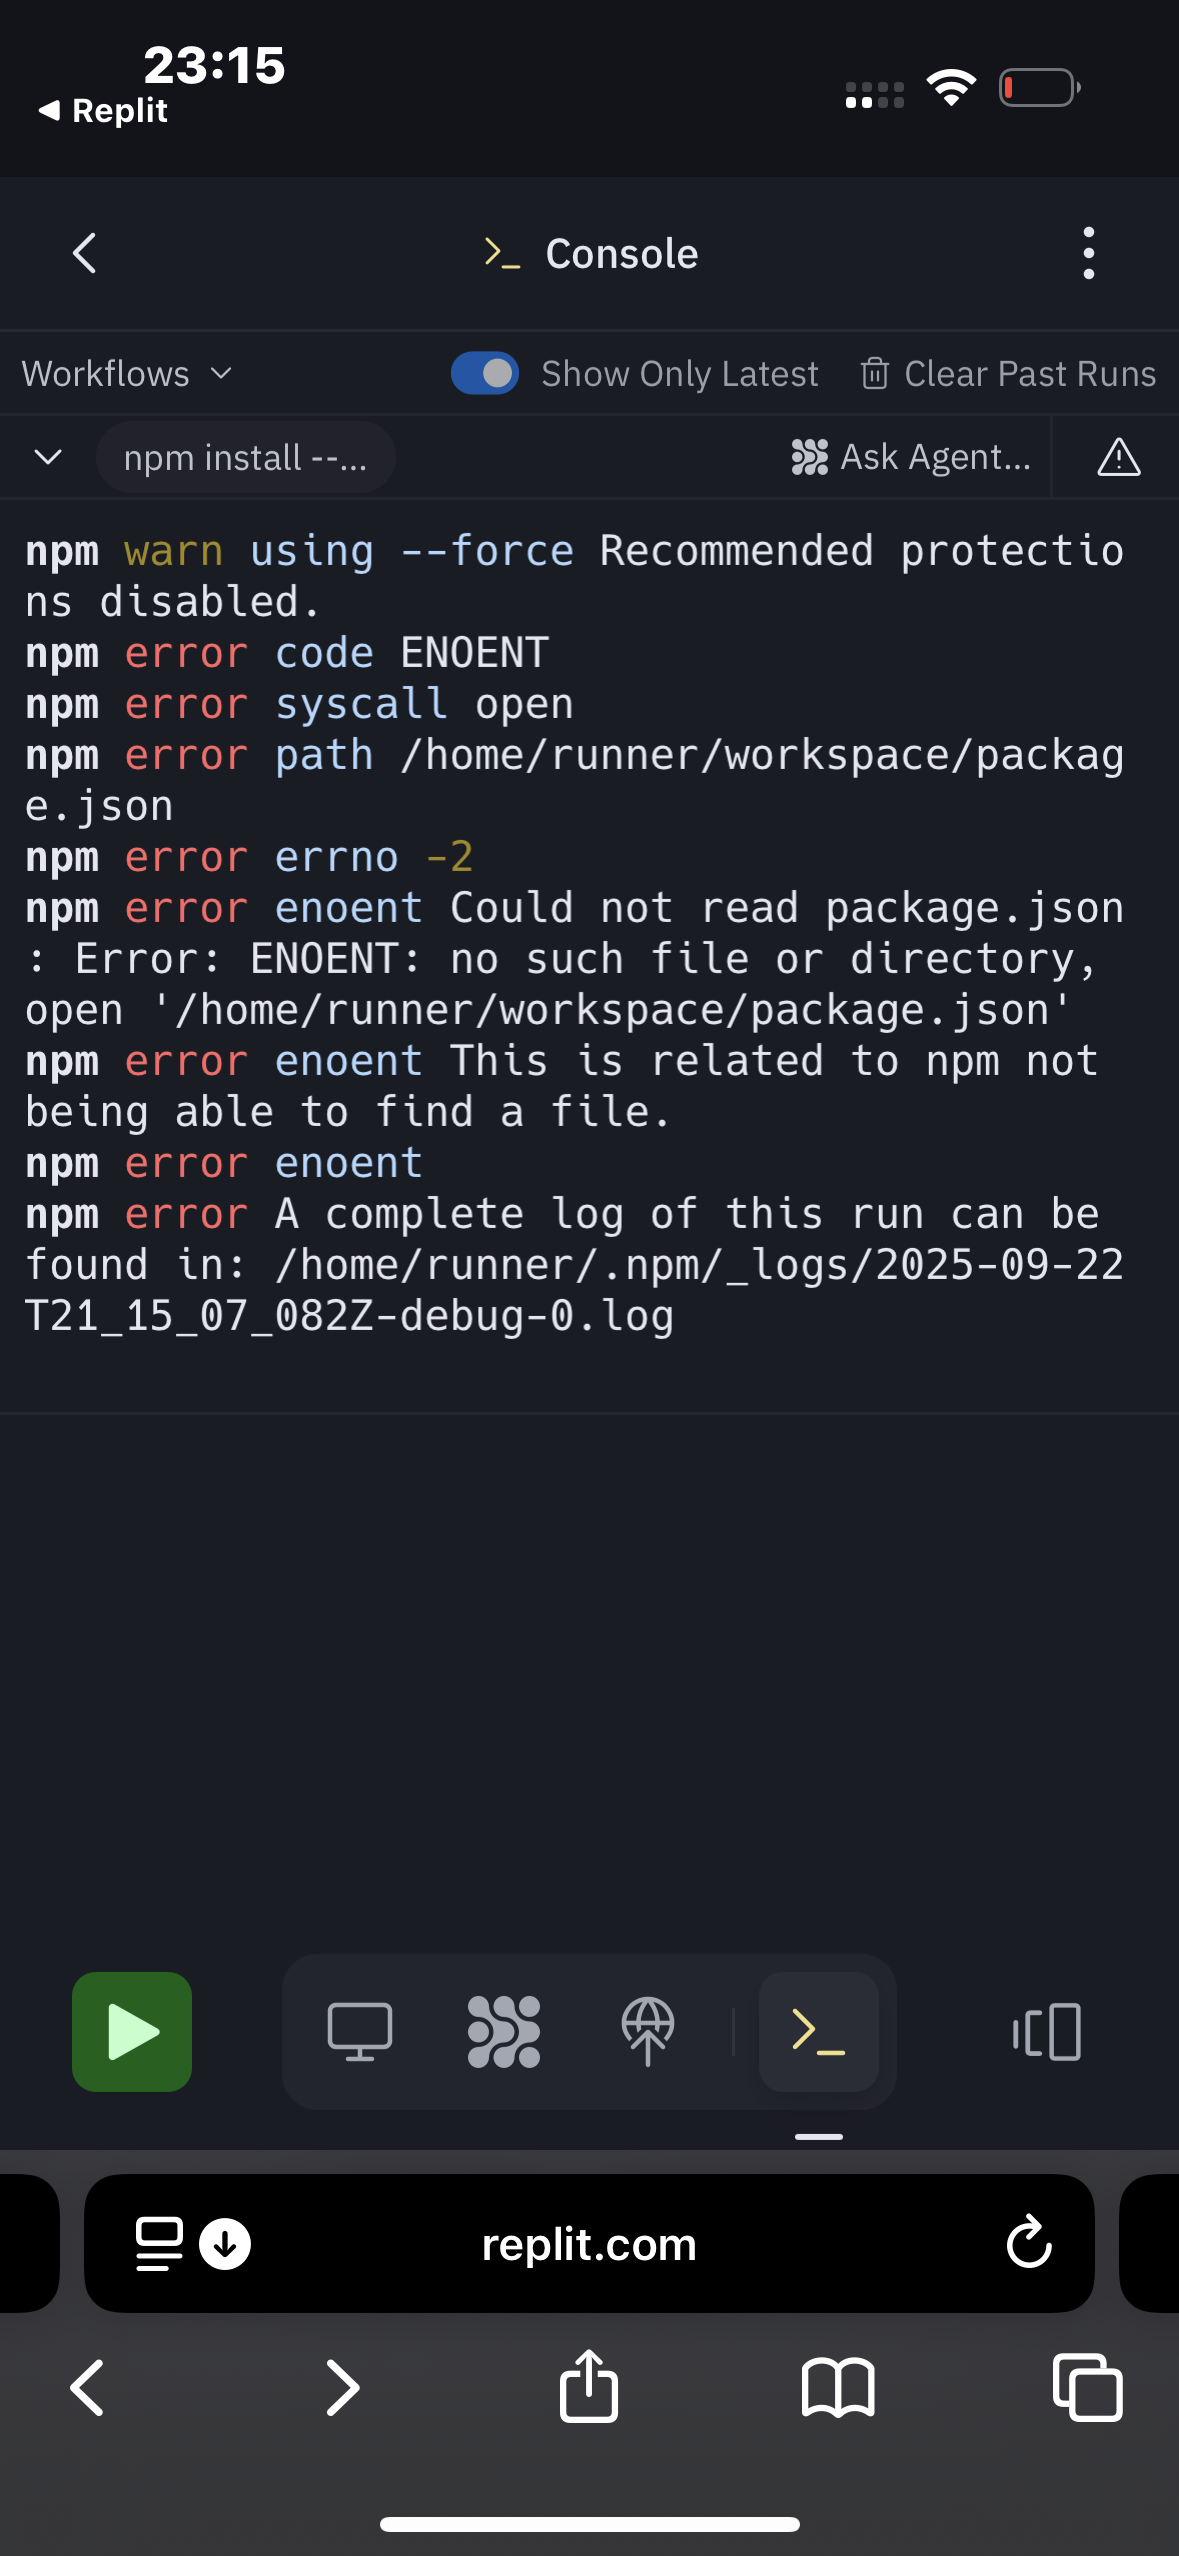 23:15
Replit
Console
Workflows
Show Only Latest
Clear Past Runs
npm install --...
Ask Agent...
npm warn using --force Recommended protectio
ns disabled.
npm error code ENOENT
npm error syscall open
npm error path /home/runner/workspace/packag
e.json
npm error errno -2
npm error enoent Could not read package.json
: Error: ENOENT: no such file or directory,
open '/home/runner/workspace/package.json'
npm error enoent This is related to npm not
being able to find a file.
npm error enoent
npm error A complete log of this run can be
found in: /home/runner/.npm/_logs/2025-09-22
T21_15_07_082Z-debug-0.log
replit.com